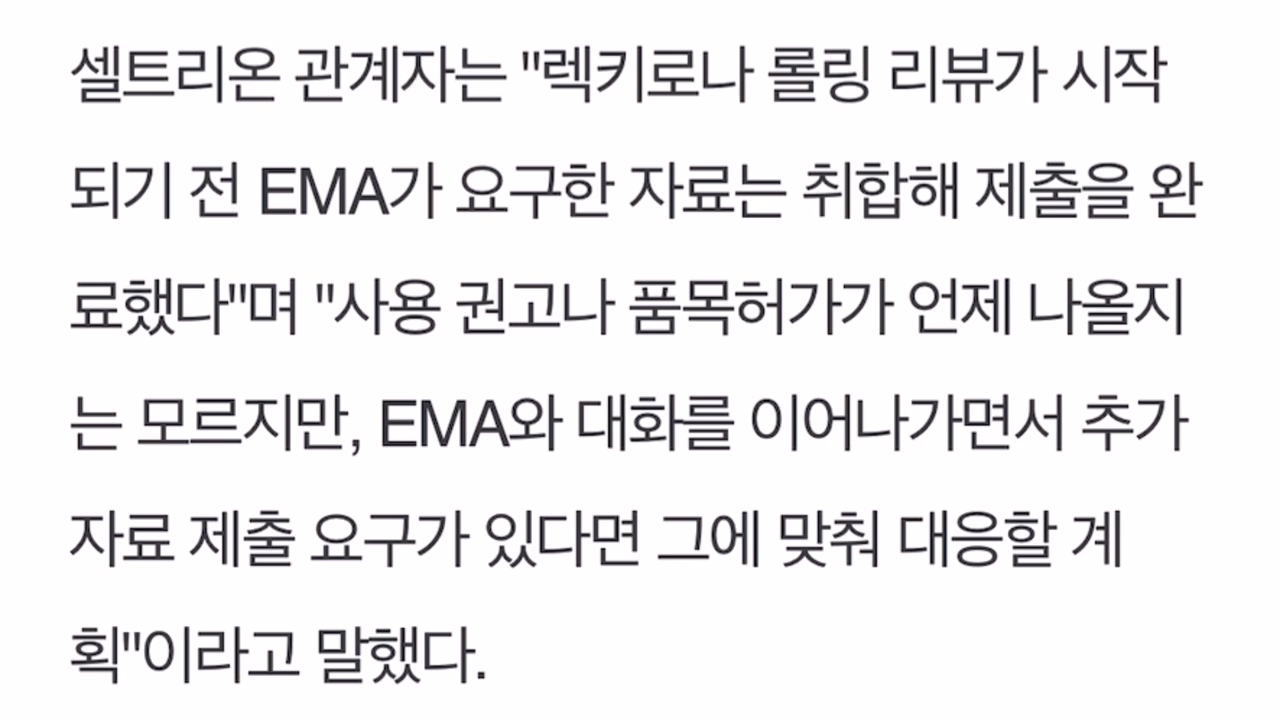 셀트리온 관계자는 "렉키로나 롤링 리뷰가 시작
되기 전 EMA가 요구한 자료는 취합해 제출을 완
료했다"며 "사용 권고나 품목허가가 언제 나올지
는 모르지만, EMA와 대화를 이어나가면서 추가
자료 제출 요구가 있다면 그에 맞춰 대응할 계
획"이라고 말했다.